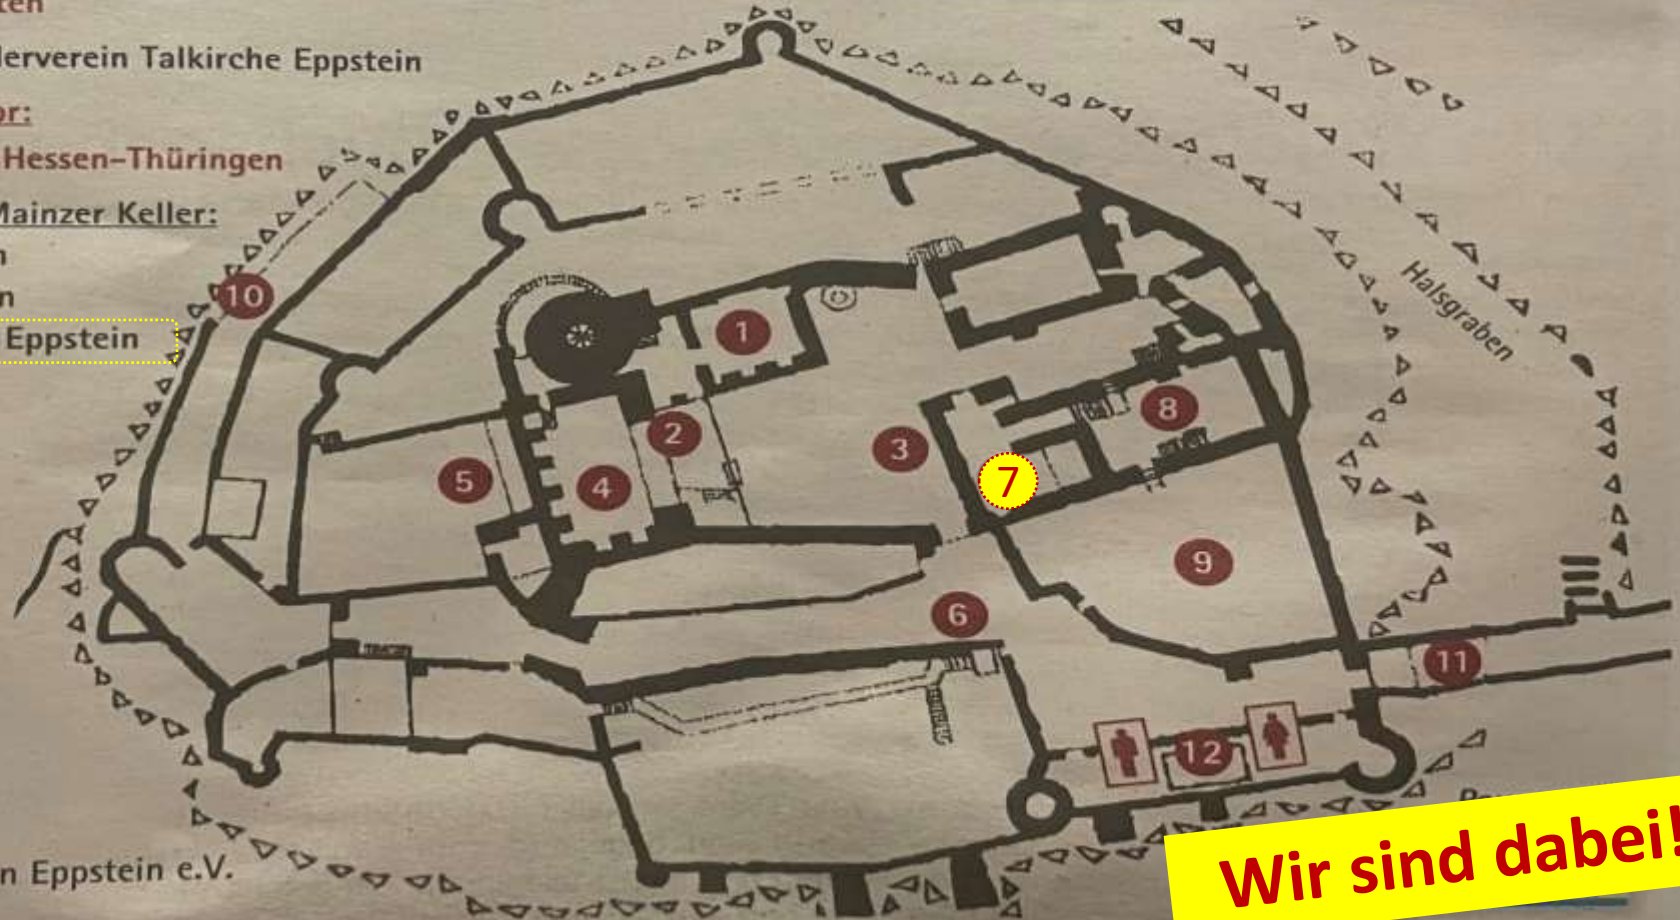 ten
erverein Talkirche Eppstein
or:
Hessen-Thüringen
Mainzer Keller:
n
n
Eppstein
n Eppstein e.V.
10
1
2
3
4
5
6
7
8
9
11
12
Halsgraben
Wir sind dabei!